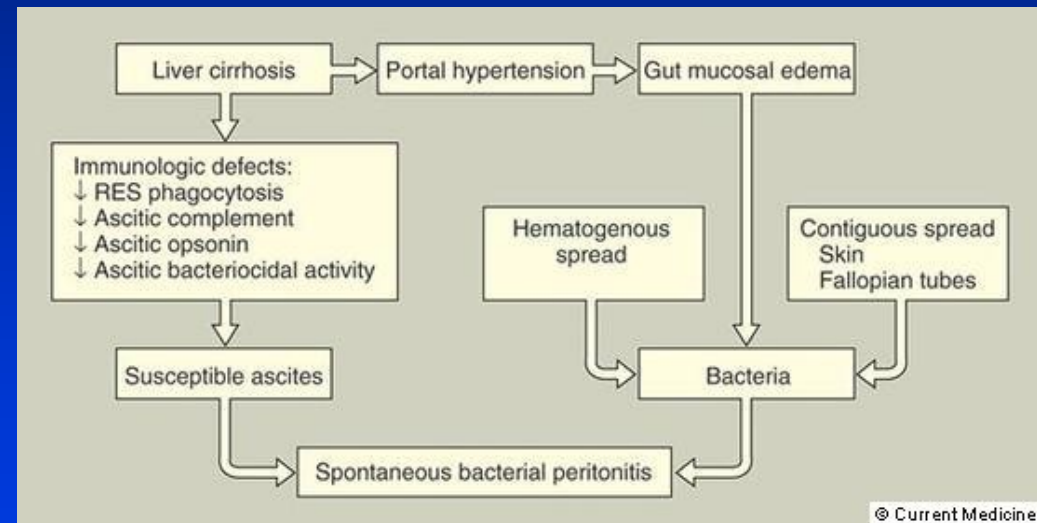 Liver cirrhosis
Portal hypertension
Gut mucosal edema
Immunologic defects:
↓ RES phagocytosis
↓ Ascitic complement
↓ Ascitic opsonin
↓ Ascitic bacteriocidal activity
Hematogenous
spread
Contiguous spread
Skin
Fallopian tubes
Susceptible ascites
Bacteria
Spontaneous bacterial peritonitis
© Current Medicine